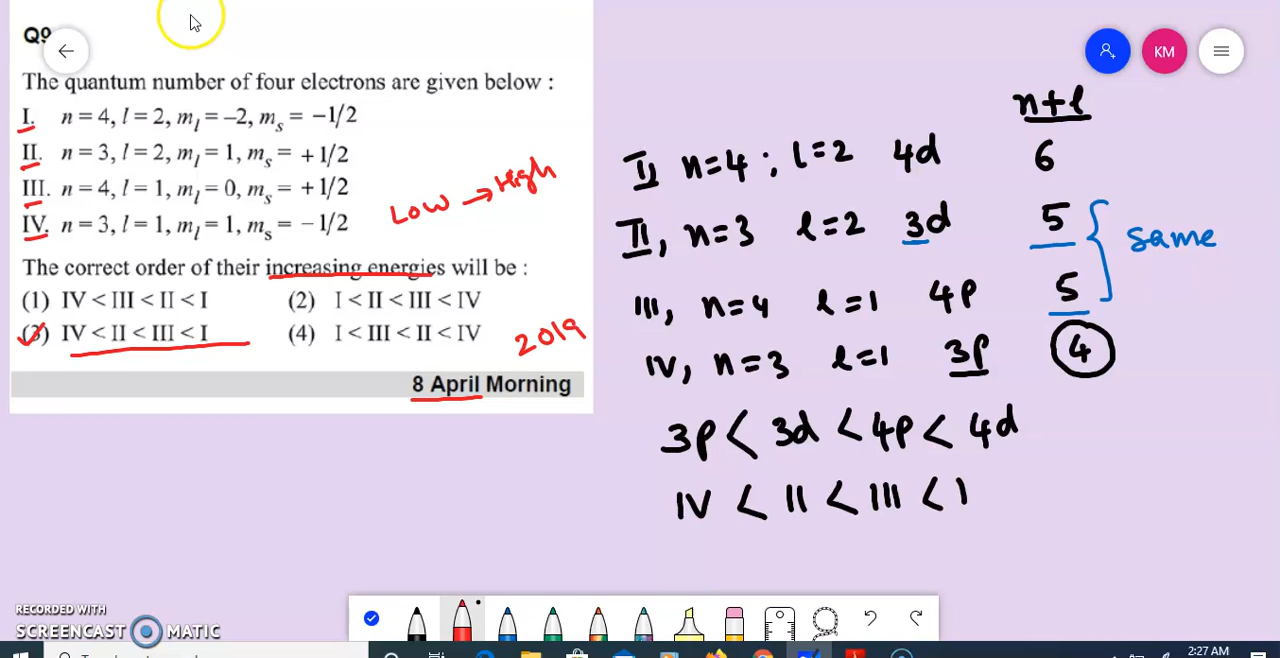 Q9
KM
The quantum number of four electrons are given below :
I. n = 4, l = 2, mₗ = –2, mₛ = –1/2
II. n = 3, l = 2, mₗ = 1, mₛ = +1/2
III. n = 4, l = 1, mₗ = 0, mₛ = +1/2
IV. n = 3, l = 1, mₗ = 1, mₛ = –1/2
Low → High
The correct order of their increasing energies will be :
(1) IV < III < II < I (2) I < II < III < IV
(3) IV < II < III < I (4) I < III < II < IV
2019
8 April Morning
n+l
n=4 ; l=2 4d 6
II, n=3 l=2 3d 5
same
III, n=4 l=1 4p 5
IV, n=3 l=1 3p 4
3p < 3d < 4p < 4d
IV < II < III < I
RECORDED WITH
SCREENCAST MATIC
2:27 AM